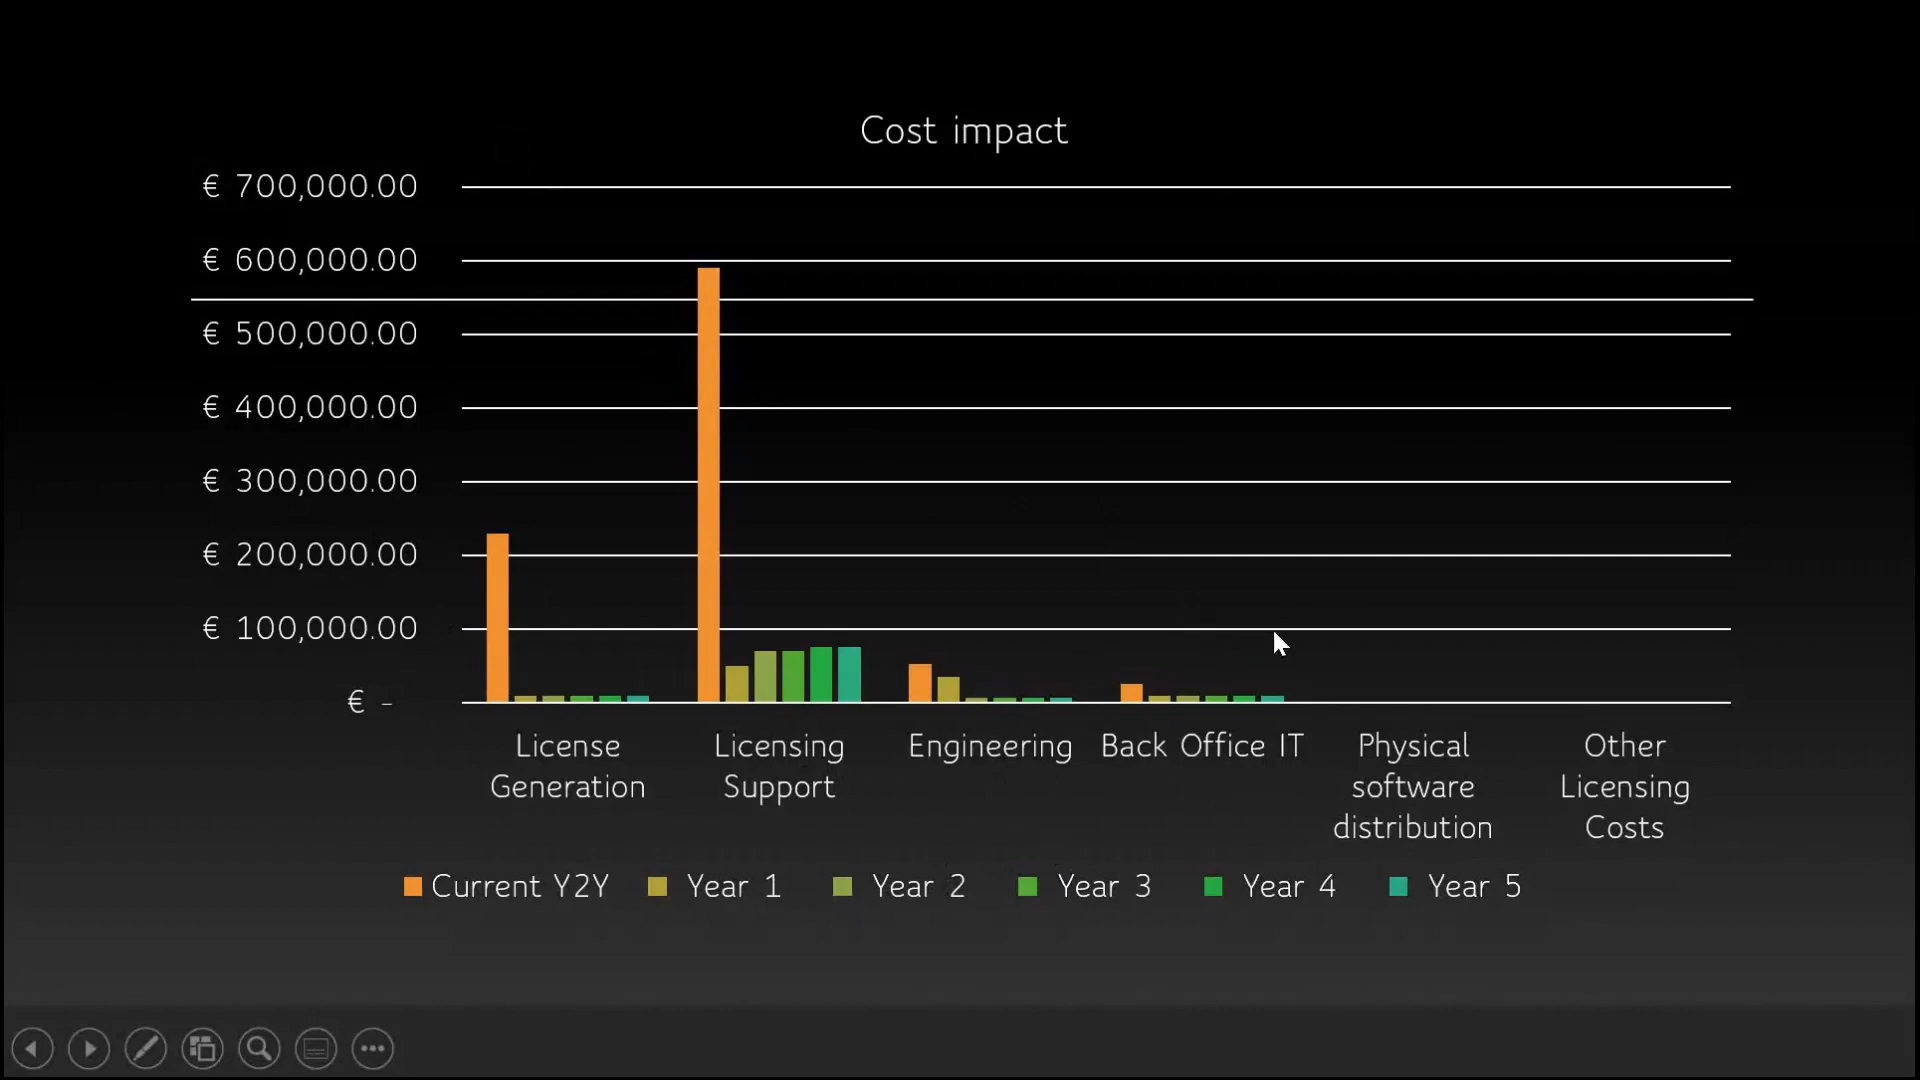 Cost impact
€ 700,000.00
€ 600,000.00
€ 500,000.00
€ 400,000.00
€ 300,000.00
€ 200,000.00
€ 100,000.00
€ -
License
Generation
Licensing
Support
Engineering
Back Office IT
Physical
software
distribution
Other
Licensing
Costs
Current Y2Y
Year 1
Year 2
Year 3
Year 4
Year 5